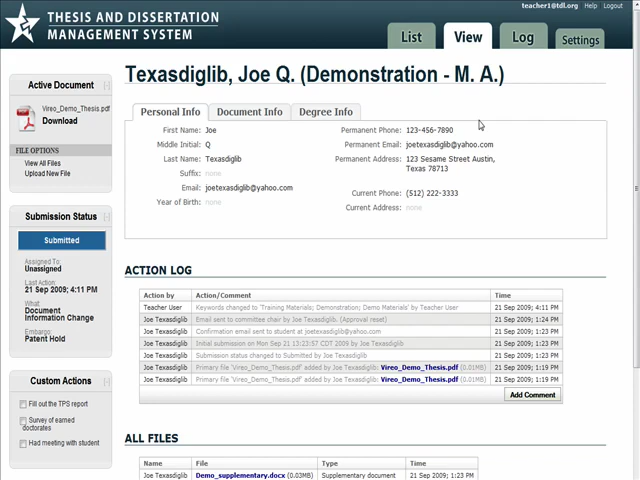 teacher1@tdl.org Help Logout
THESIS AND DISSERTATION
MANAGEMENT SYSTEM
List View Log Settings
Active Document [-]
Vireo_Demo_Thesis.pdf
Download
FILE OPTIONS
View All Files
Upload New File
Submission Status [-]
Submitted
Assigned To:
Unassigned
Last Action:
21 Sep 2009; 4:11 PM
What:
Document
Information Change
Embargo:
Patent Hold
Custom Actions [-]
Fill out the TPS report
Survey of earned
doctorates
Had meeting with student
Texasdiglib, Joe Q. (Demonstration - M. A.)
Personal Info Document Info Degree Info
First Name: Joe
Middle Initial: Q
Last Name: Texasdiglib
Suffix: none
Email: joetexasdiglib@yahoo.com
Year of Birth: none
Permanent Phone: 123-456-7890
Permanent Email: joetexasdiglib@yahoo.com
Permanent Address: 123 Sesame Street Austin,
Texas 78713
Current Phone: (512) 222-3333
Current Address: none
ACTION LOG
Action by Action/Comment Time
Teacher User Keywords changed to 'Training Materials; Demonstration; Demo Materials' by Teacher User 21 Sep 2009; 4:11 PM
Joe Texasdiglib Email sent to committee chair by Joe Texasdiglib. (Approval reset) 21 Sep 2009; 1:24 PM
Joe Texasdiglib Confirmation email sent to student at joetexasdiglib@yahoo.com 21 Sep 2009; 1:23 PM
Joe Texasdiglib Initial submission on Mon Sep 21 13:23:57 CDT 2009 by Joe Texasdiglib 21 Sep 2009; 1:23 PM
Joe Texasdiglib Submission status changed to Submitted by Joe Texasdiglib 21 Sep 2009; 1:23 PM
Joe Texasdiglib Primary file 'Vireo_Demo_Thesis.pdf' added by Joe Texasdiglib: Vireo_Demo_Thesis.pdf (0.01MB) 21 Sep 2009; 1:19 PM
Joe Texasdiglib Primary file 'Vireo_Demo_Thesis.pdf' added by Joe Texasdiglib: Vireo_Demo_Thesis.pdf (0.01MB) 21 Sep 2009; 1:19 PM
Add Comment
ALL FILES
Name File Type Time
Joe Texasdiglib Demo_supplementary.docx (0.03MB) Supplementary document 21 Sep 2009; 1:23 PM